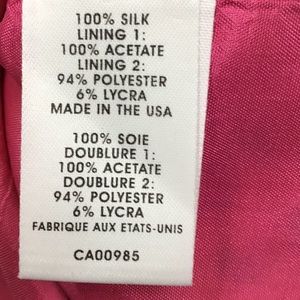 100% SILK
LINING 1:
100% ACETATE
LINING 2:
94% POLYESTER
6% LYCRA
MADE IN THE USA
100% SOIE
DOUBLURE 1:
100% ACETATE
DOUBLURE 2:
94% POLYESTER
6% LYCRA
FABRIQUE AUX ETATS-UNIS
CA00985